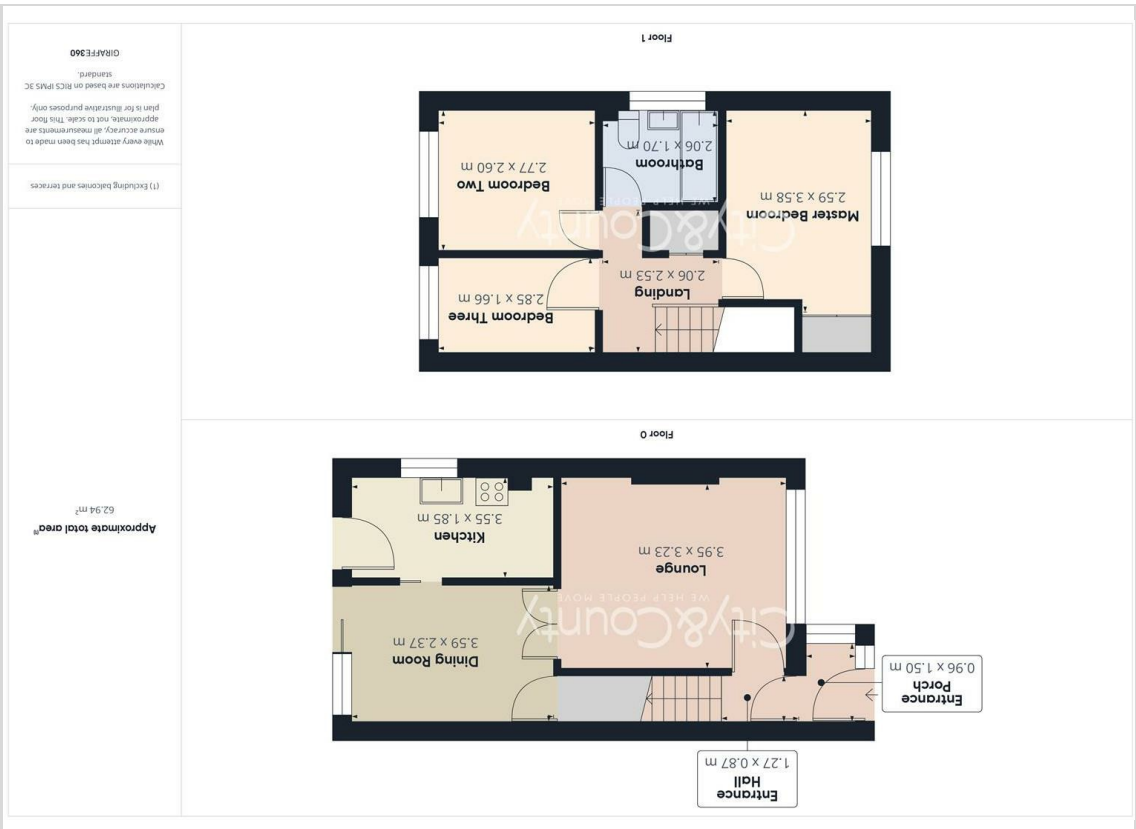 Entrance
Hall
1.27 x 0.87 m
Entrance
Porch
0.96 x 1.50 m
Dining Room
3.59 x 2.37 m
City&County
WE HELP PEOPLE MOVE
Lounge
3.95 x 3.23 m
Kitchen
3.55 x 1.85 m
Floor 0
Bedroom Three
2.85 x 1.66 m
Landing
2.06 x 2.53 m
City&County
WE HELP PEOPLE
Master Bedroom
2.59 x 3.58 m
Bedroom Two
2.77 x 2.60 m
Bathroom
2.06 x 1.70 m
Floor 1
Approximate total area⁽¹⁾
62.94 m²
(1) Excluding balconies and terraces
While every attempt has been made to
ensure accuracy, all measurements are
approximate, not to scale. This floor
plan is for illustrative purposes only.
Calculations are based on RICS IPMS 3C
standard.
GIRAFFE360